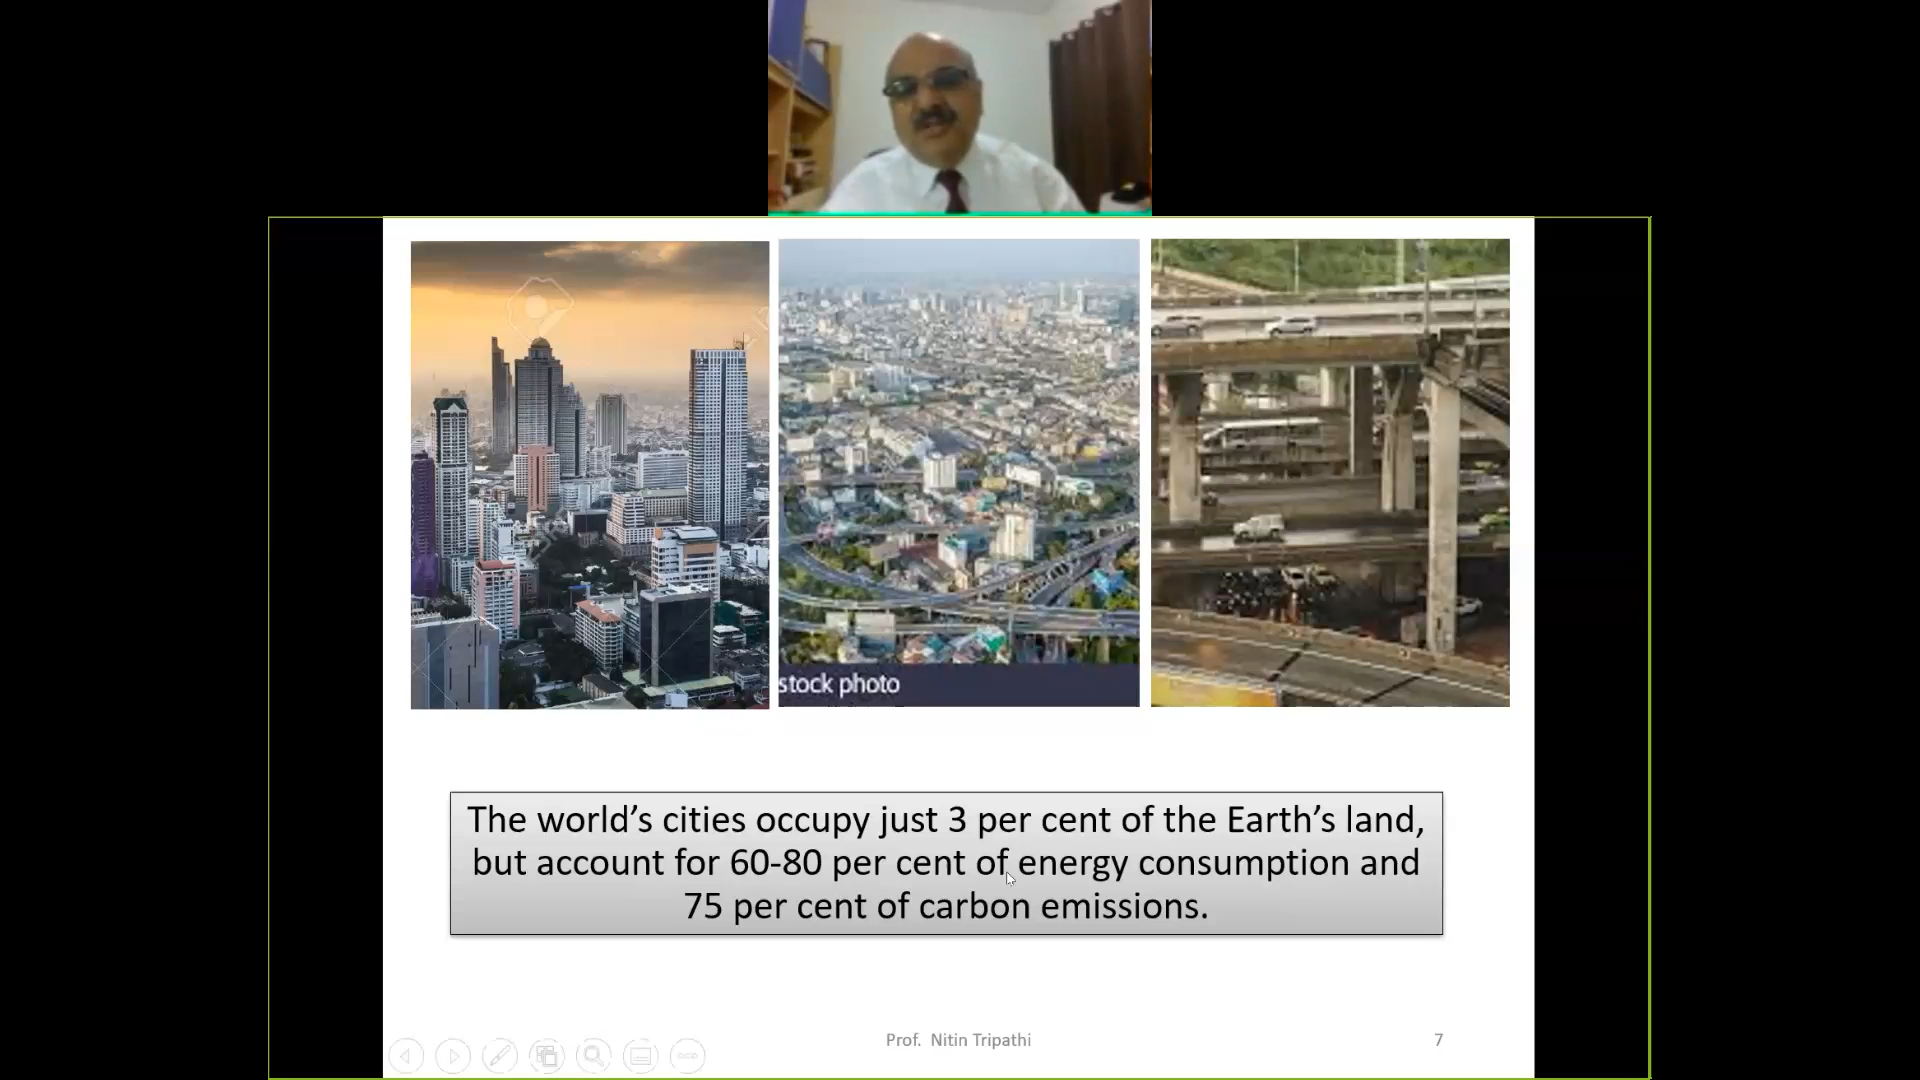 stock photo
The world’s cities occupy just 3 per cent of the Earth’s land,
but account for 60-80 per cent of energy consumption and
75 per cent of carbon emissions.
Prof. Nitin Tripathi
7